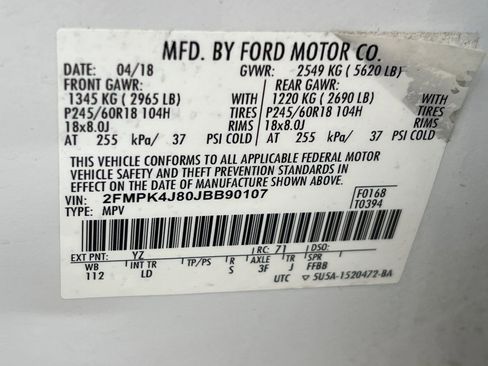 MFD. BY FORD MOTOR CO.
DATE: 04/18 GVWR: 2549 KG ( 5620 LB)
FRONT GAWR: REAR GAWR:
1345 KG ( 2965 LB) WITH 1220 KG ( 2690 LB) WITH
P245/60R18 104H TIRES P245/60R18 104H TIRES
18x8.0J RIMS 18x8.0J RIMS
AT 255 kPa/ 37 PSI COLD AT 255 kPa/ 37 PSI COLD
THIS VEHICLE CONFORMS TO ALL APPLICABLE FEDERAL MOTOR
VEHICLE SAFETY AND THEFT PREVENTION STANDARDS IN
EFFECT ON THE DATE OF MANUFACTURE SHOWN ABOVE.
VIN: 2FMPK4J80JBB90107 F0168
TYPE: MPV T0394
EXT PNT: YZ RC: 71 DSO:
WB INT TR TP/PS R AXLE TR SPR
112 LD S 3F J FFBB
UTC 5U5A-1520472-BA